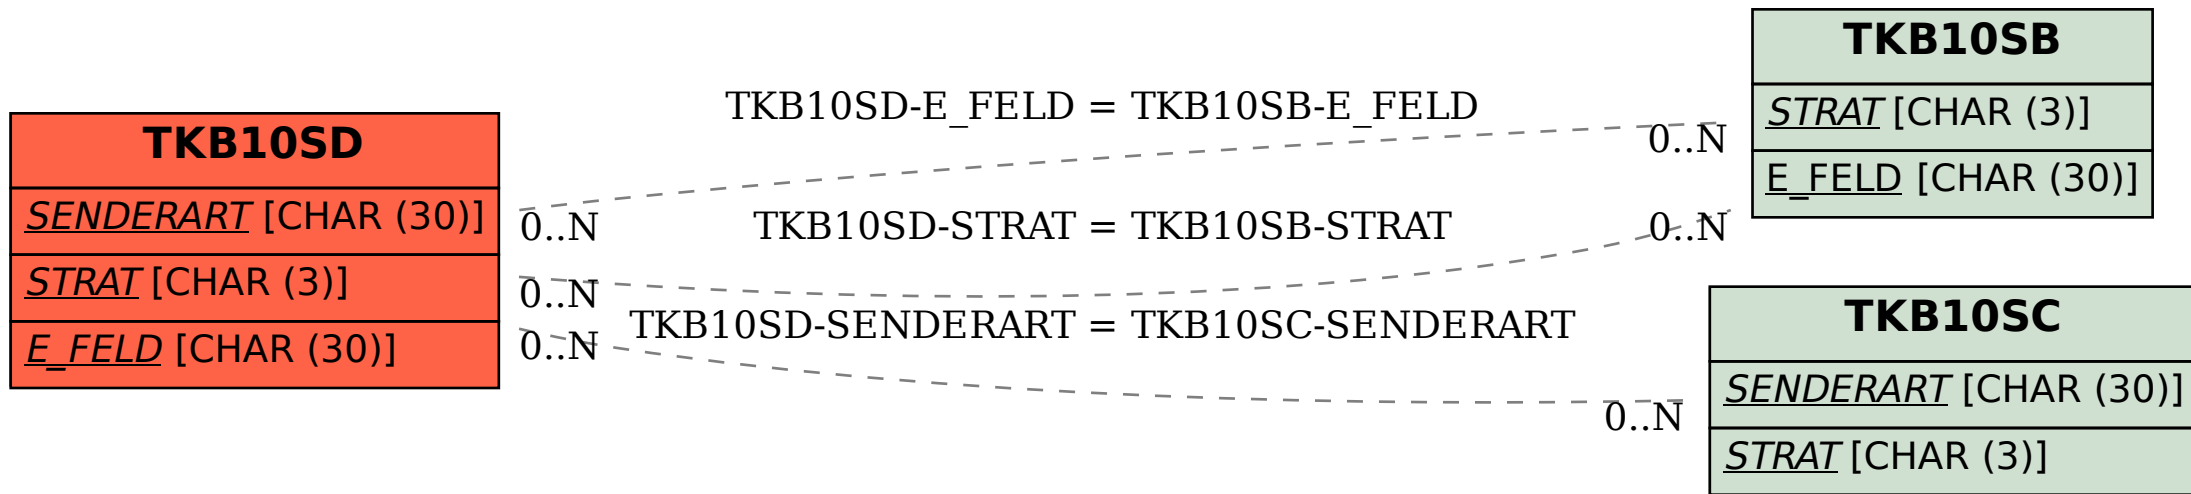 TKB10SD
SENDERART [CHAR (30)]
STRAT [CHAR (3)]
E_FELD [CHAR (30)]
TKB10SD-E_FELD = TKB10SB-E_FELD
0..N
0..N
TKB10SD-STRAT = TKB10SB-STRAT
0..N
0..N
TKB10SD-SENDERART = TKB10SC-SENDERART
0..N
0..N
TKB10SB
STRAT [CHAR (3)]
E_FELD [CHAR (30)]
TKB10SC
SENDERART [CHAR (30)]
STRAT [CHAR (3)]